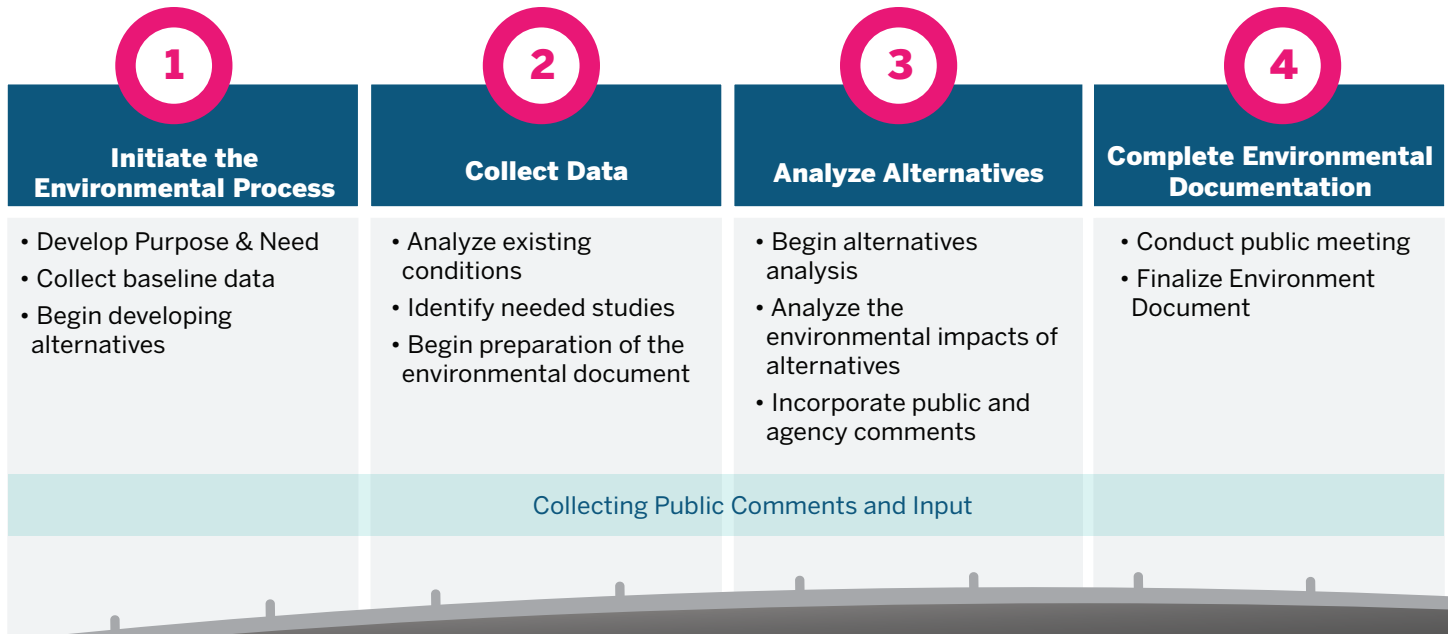 1
Initiate the
Environmental Process
• Develop Purpose & Need
• Collect baseline data
• Begin developing
alternatives
2
Collect Data
• Analyze existing
conditions
• Identify needed studies
• Begin preparation of the
environmental document
3
Analyze Alternatives
• Begin alternatives
analysis
• Analyze the
environmental impacts of
alternatives
• Incorporate public and
agency comments
4
Complete Environmental
Documentation
• Conduct public meeting
• Finalize Environment
Document
Collecting Public Comments and Input